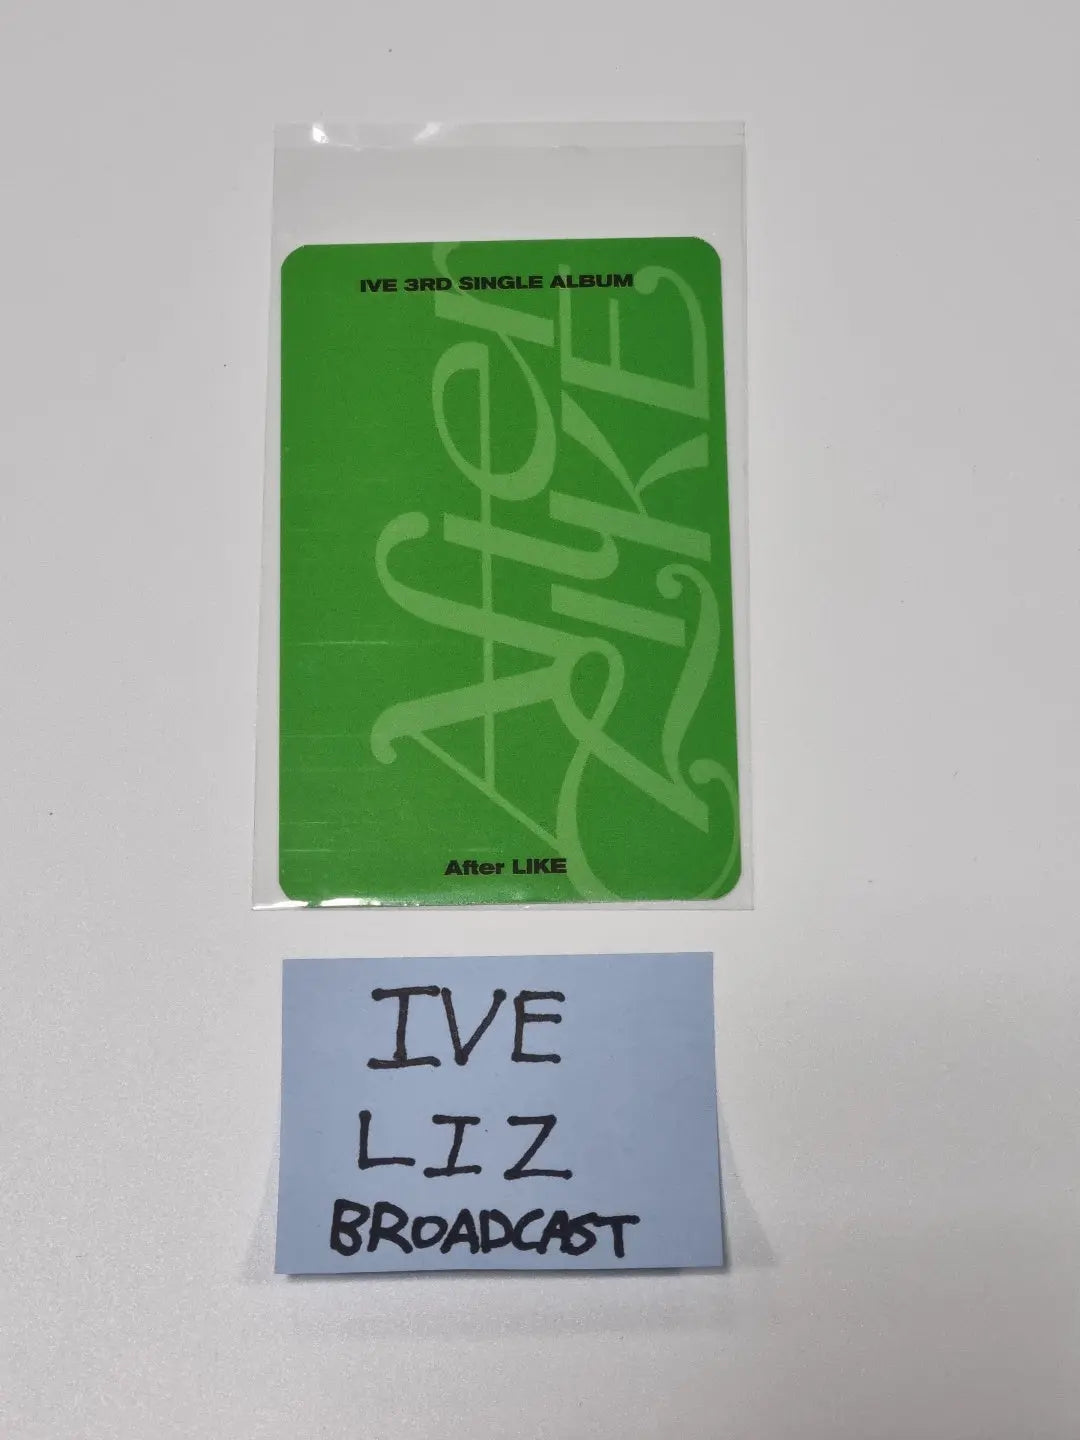 IVE 3RD SINGLE ALBUM
After
LIKE
After LIKE
IVE
LIZ
BROADCAST